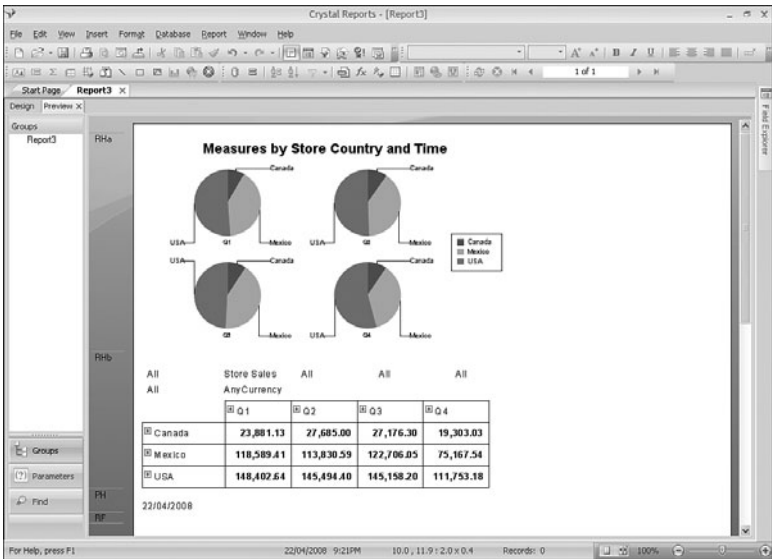 Crystal Reports - [Report3]
File Edit View Insert Format Database Report Window Help
1 of 1
Start Page Report3 X
Design Preview X
Groups
Report3
Field Explorer
RHa
Measures by Store Country and Time
Canada Canada
USA Q1 Mexico USA Q2 Mexico
Canada
Mexico
USA
USA Canada Canada
Q3 Mexico USA Q4 Mexico
RHb
All Store Sales All All All
All AnyCurrency
Q1 Q2 Q3 Q4
Canada 23,881.13 27,685.00 27,176.30 19,303.03
Mexico 118,589.41 113,830.59 122,706.05 75,167.54
USA 148,402.64 145,494.40 145,158.20 111,753.18
22/04/2008
PH
RF
Groups
Parameters
Find
For Help, press F1 22/04/2008 9:21PM 10.0 , 11.9 : 2.0 x 0.4 Records: 0 100%